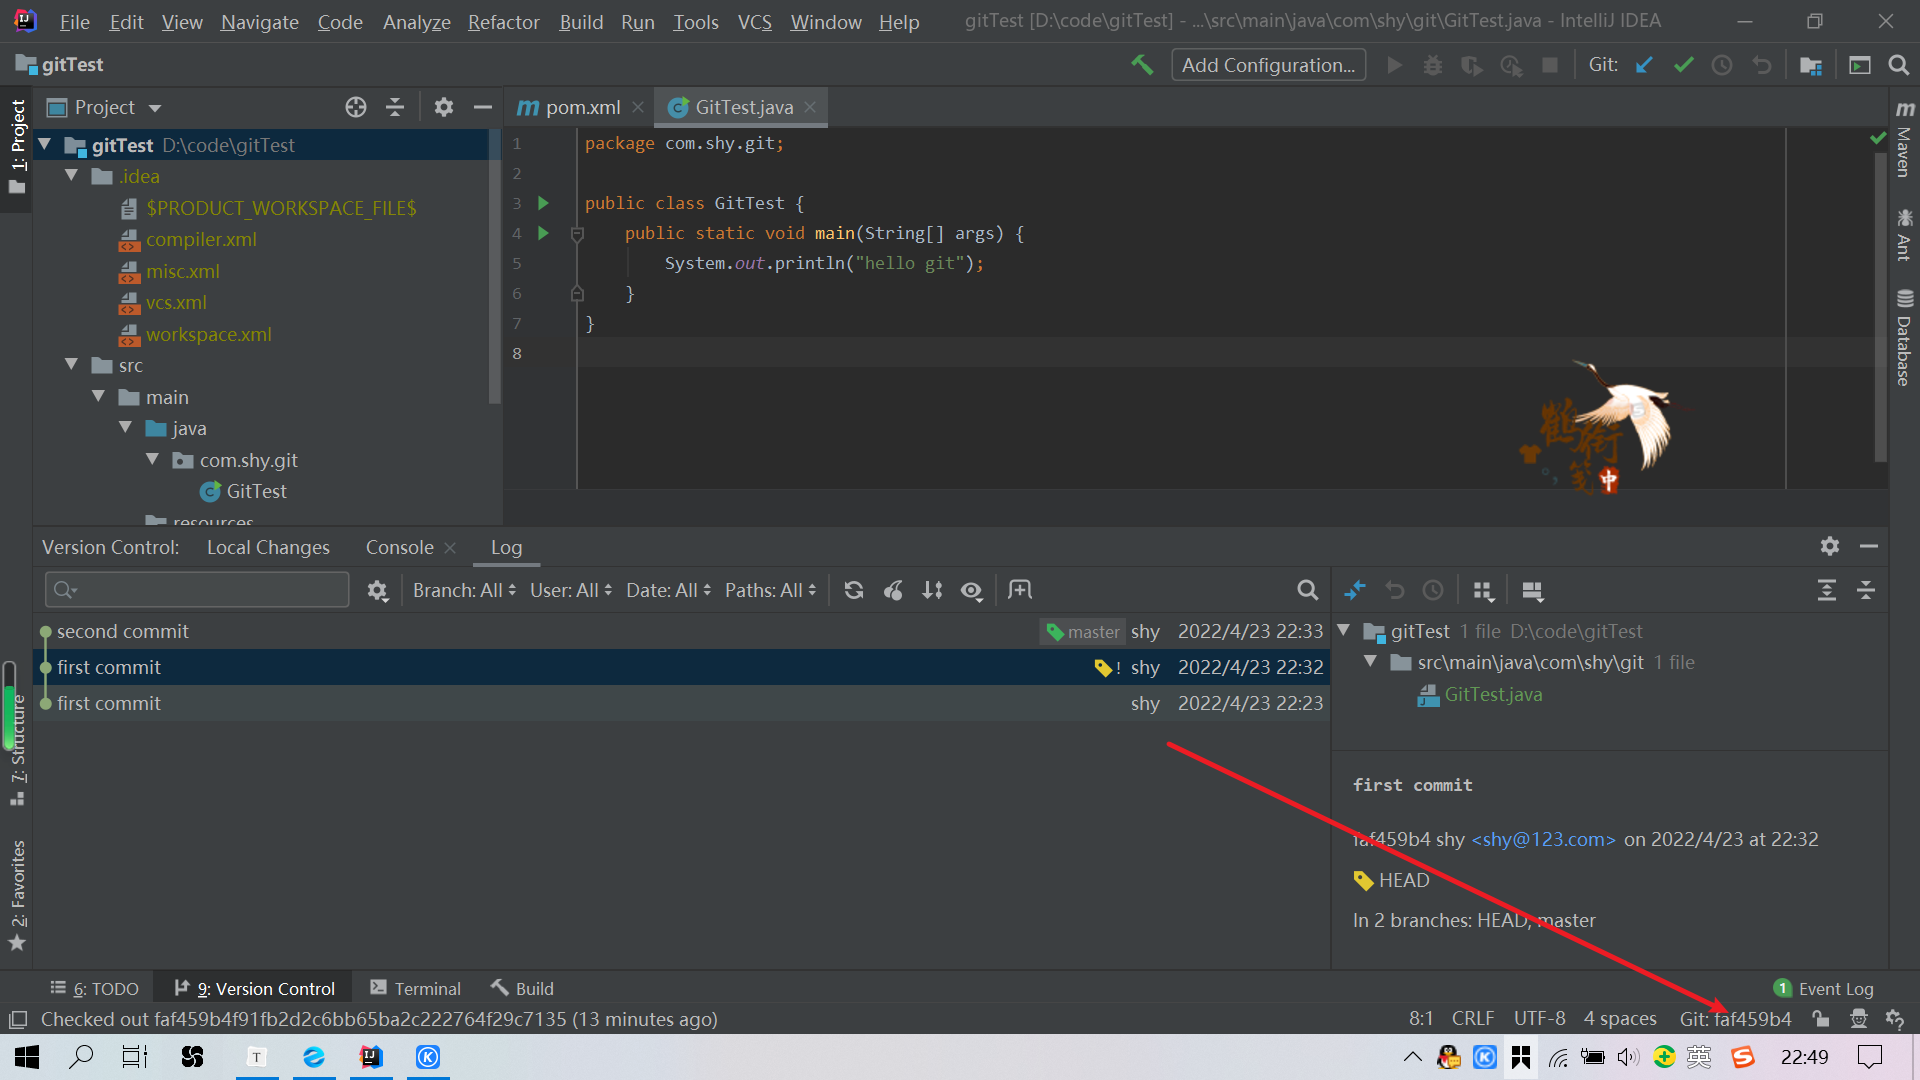 File Edit View Navigate Code Analyze Refactor Build Run Tools VCS Window Help gitTest [D:\code\gitTest] - ...\src\main\java\com\shy\git\GitTest.java - IntelliJ IDEA
gitTest Add Configuration... Git:
Project
pom.xml GitTest.java
1: Project
gitTest D:\code\gitTest
.idea
$PRODUCT_WORKSPACE_FILE$
compiler.xml
misc.xml
vcs.xml
workspace.xml
src
main
java
com.shy.git
GitTest
resources
1 package com.shy.git;
2
3 public class GitTest {
4 public static void main(String[] args) {
5 System.out.println("hello git");
6 }
7 }
8
鹤衔笺
中
Maven
Ant
Database
Version Control: Local Changes Console Log
Branch: All User: All Date: All Paths: All
second commit master shy 2022/4/23 22:33
first commit ! shy 2022/4/23 22:32
first commit shy 2022/4/23 22:23
gitTest 1 file D:\code\gitTest
src\main\java\com\shy\git 1 file
GitTest.java
first commit
faf459b4 shy <shy@123.com> on 2022/4/23 at 22:32
HEAD
In 2 branches: HEAD, master
7: Structure
2: Favorites
6: TODO 9: Version Control Terminal Build 1 Event Log
Checked out faf459b4f91fb2d2c6bb65ba2c222764f29c7135 (13 minutes ago) 8:1 CRLF UTF-8 4 spaces Git: faf459b4
英 22:49